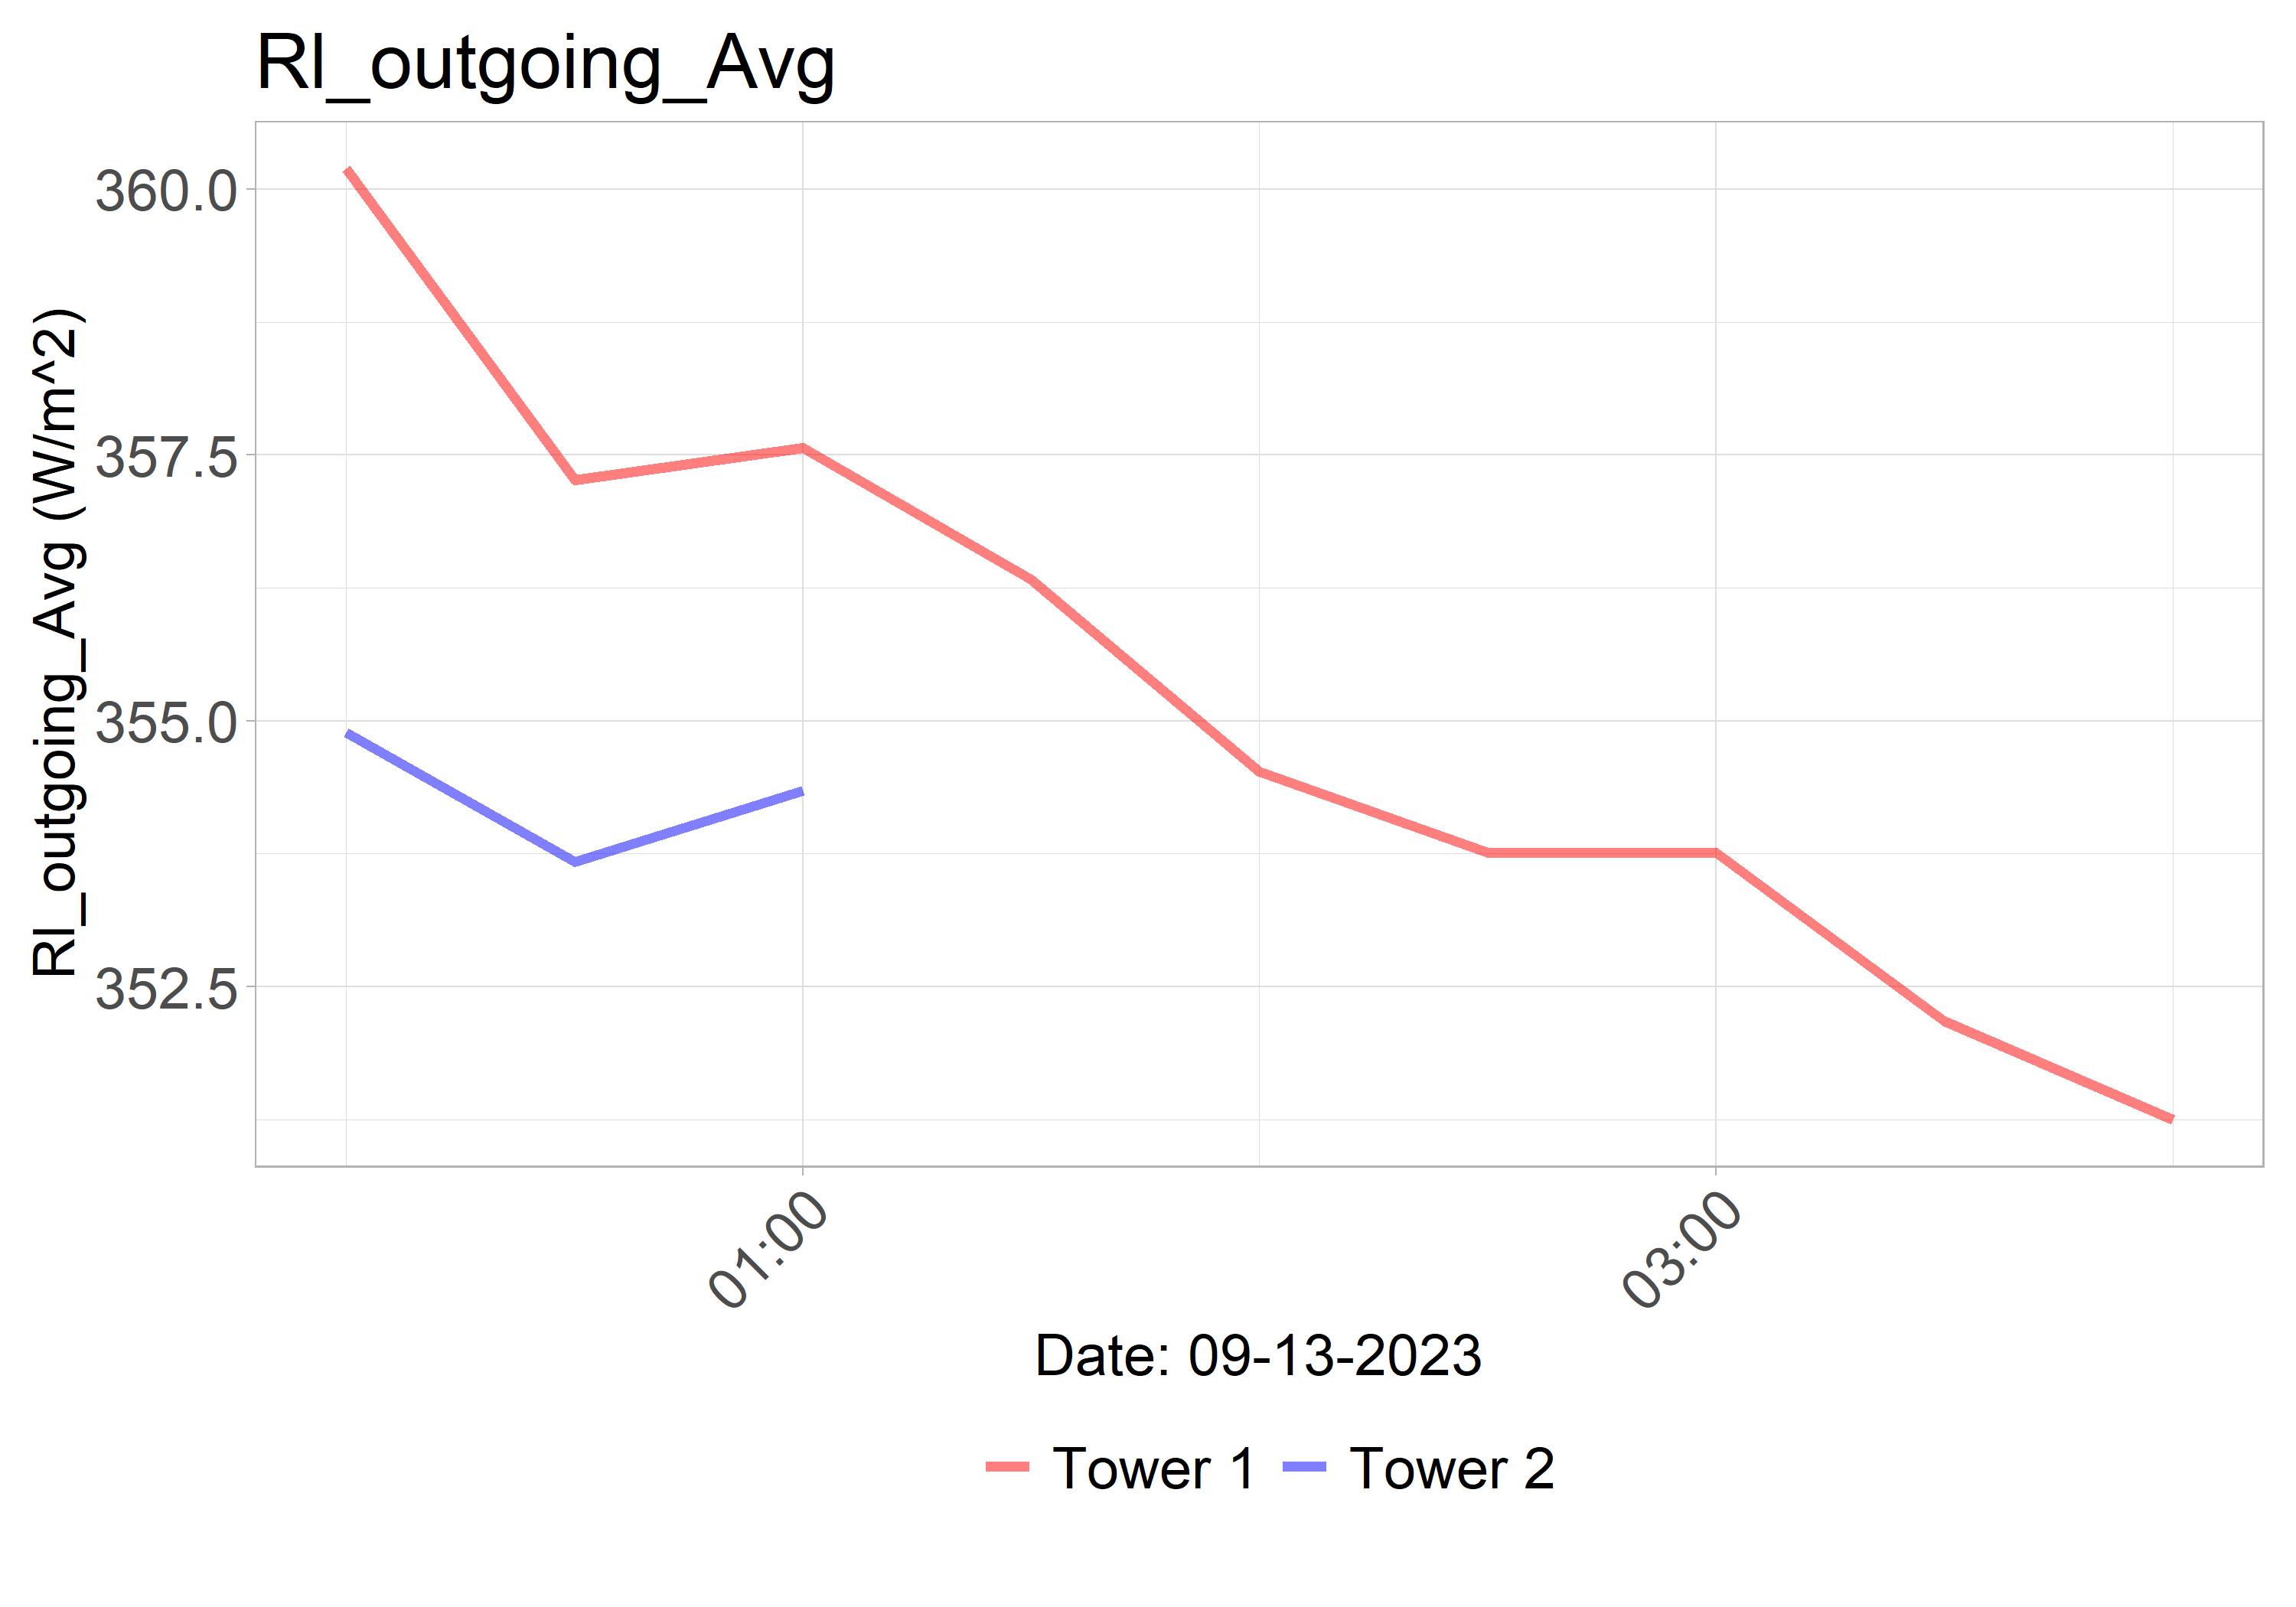 Rl_outgoing_Avg
Rl_outgoing_Avg (W/m^2)
360.0
357.5
355.0
352.5
01:00
03:00
Date: 09-13-2023
Tower 1
Tower 2